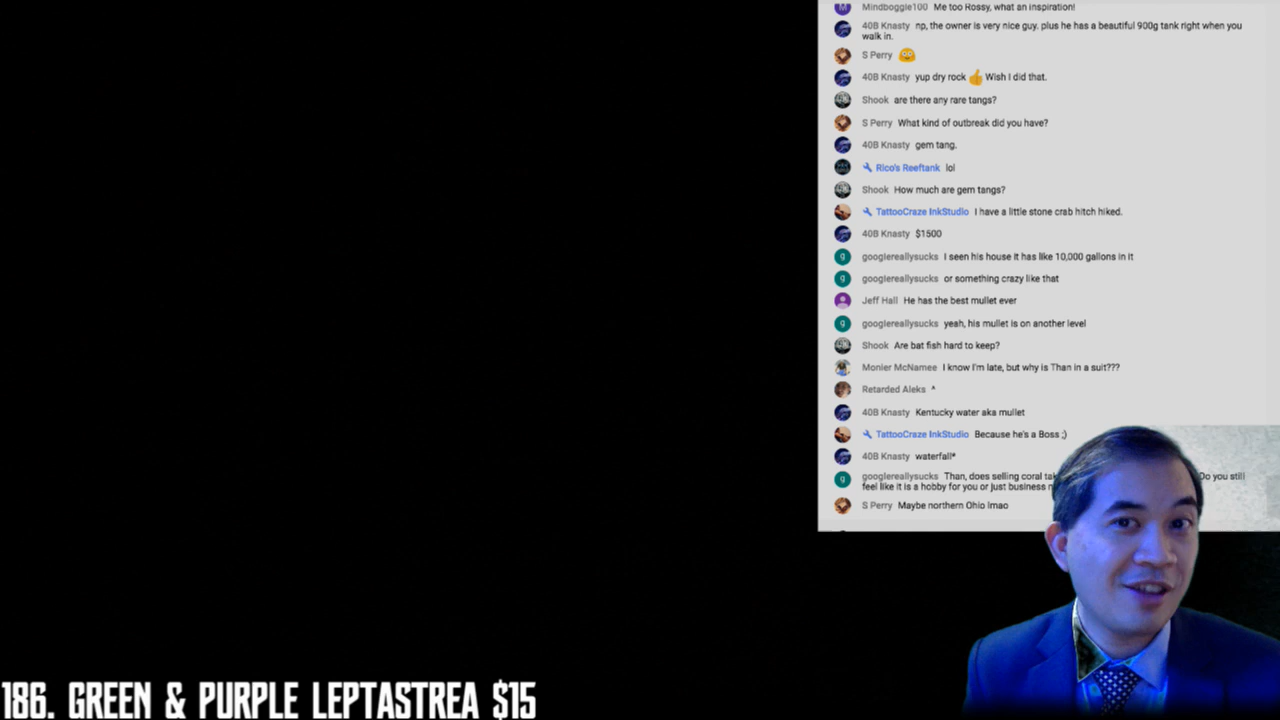 Mindboggle100 Me too Rossy, what an inspiration!
40B Knasty np, the owner is very nice guy. plus he has a beautiful 900g tank right when you
walk in.
S Perry
40B Knasty yup dry rock 👍 Wish I did that.
Shook are there any rare tangs?
S Perry What kind of outbreak did you have?
40B Knasty gem tang.
Rico's Reeftank lol
Shook How much are gem tangs?
TattooCraze InkStudio I have a little stone crab hitch hiked.
40B Knasty $1500
googlereallysucks I seen his house it has like 10,000 gallons in it
googlereallysucks or something crazy like that
Jeff Hall He has the best mullet ever
googlereallysucks yeah, his mullet is on another level
Shook Are bat fish hard to keep?
Monier McNamee I know I'm late, but why is Than in a suit???
Retarded Aleks ^
40B Knasty Kentucky water aka mullet
TattooCraze InkStudio Because he's a Boss ;)
40B Knasty waterfall*
googlereallysucks Than, does selling coral Do you still
feel like it is a hobby for you or just business
S Perry Maybe northern Ohio lmao
186. GREEN & PURPLE LEPTASTREA $15